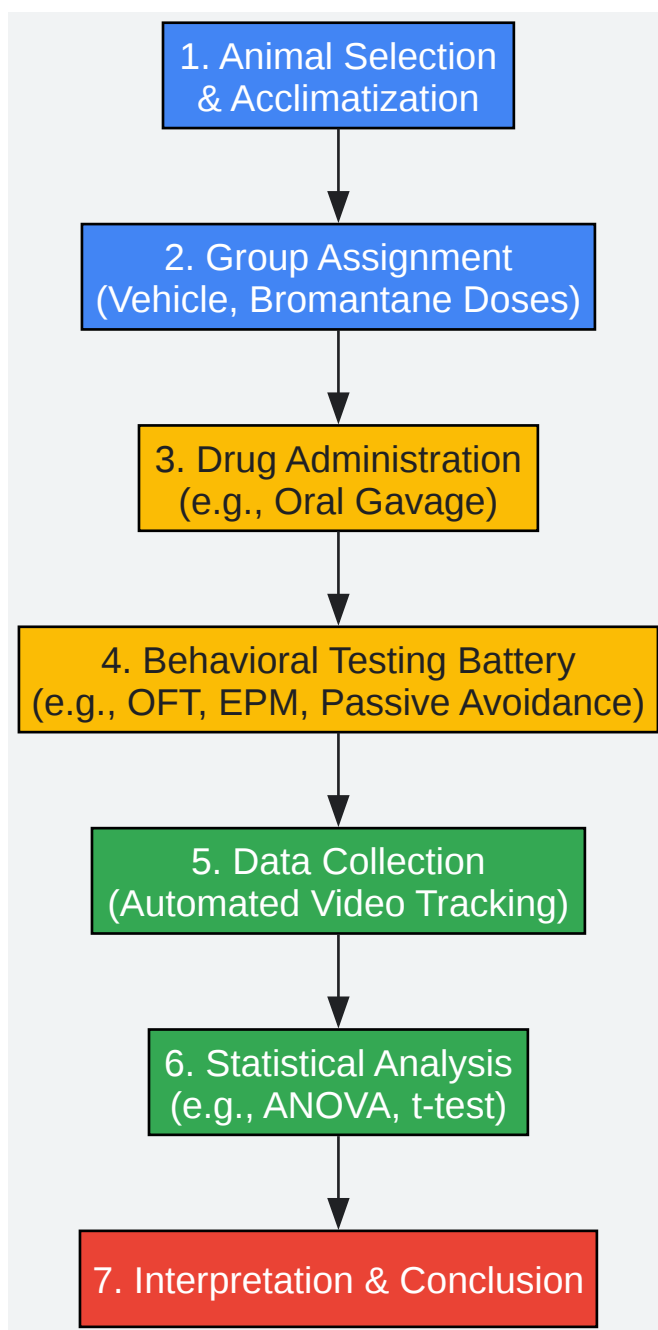 1. Animal Selection
& Acclimatization
2. Group Assignment
(Vehicle, Bromantane Doses)
3. Drug Administration
(e.g., Oral Gavage)
4. Behavioral Testing Battery
(e.g., OFT, EPM, Passive Avoidance)
5. Data Collection
(Automated Video Tracking)
6. Statistical Analysis
(e.g., ANOVA, t-test)
7. Interpretation & Conclusion